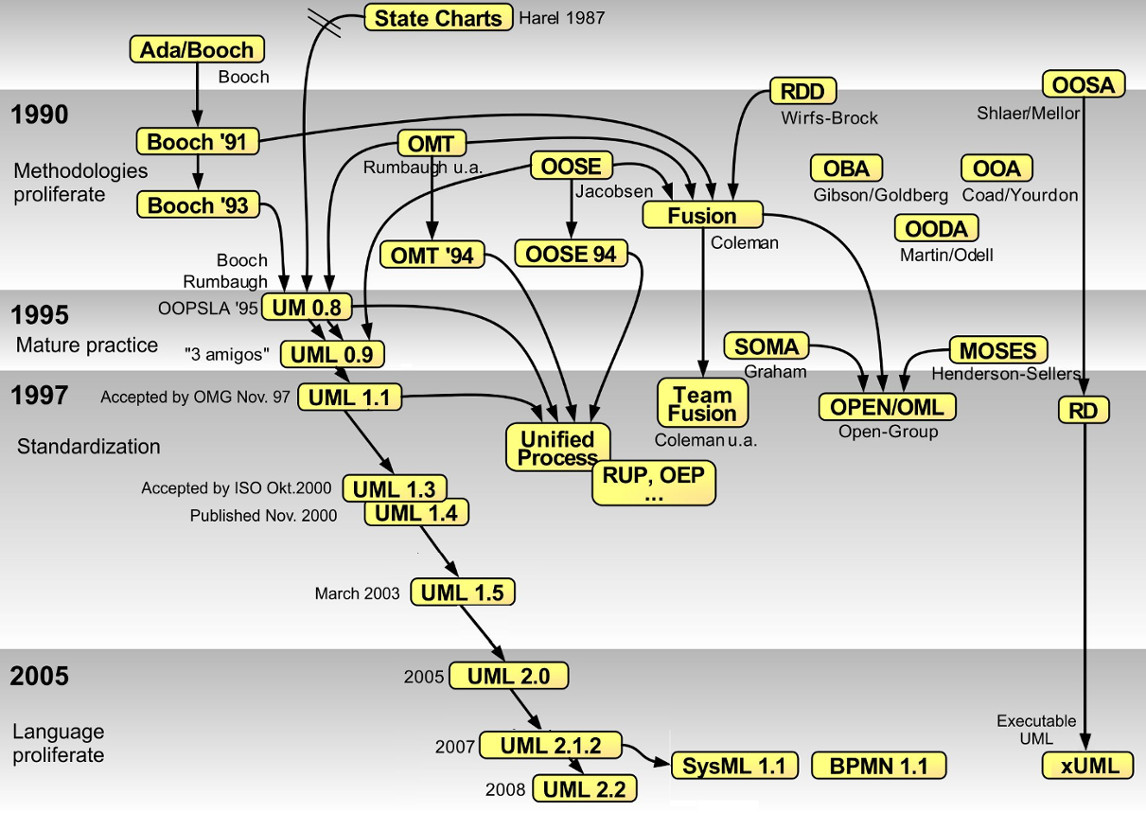 State Charts
Harel 1987
Ada/Booch
Booch
RDD
Wirfs-Brock
OOSA
Shlaer/Mellor
1990
Methodologies
proliferate
Booch '91
OMT
Rumbaugh u.a.
OOSE
Jacobsen
OBA
Gibson/Goldberg
OOA
Coad/Yourdon
Booch '93
Fusion
Coleman
OODA
Martin/Odell
OMT '94
OOSE 94
Booch
Rumbaugh
OOPSLA '95
UM 0.8
1995
Mature practice
"3 amigos"
UML 0.9
SOMA
Graham
MOSES
Henderson-Sellers
1997
Standardization
Accepted by OMG Nov. 97
UML 1.1
Team
Fusion
Coleman u.a.
OPEN/OML
Open-Group
RD
Unified
Process
RUP, OEP
...
Accepted by ISO Okt.2000
UML 1.3
Published Nov. 2000
UML 1.4
March 2003
UML 1.5
2005
Language
proliferate
2005
UML 2.0
2007
UML 2.1.2
2008
UML 2.2
SysML 1.1
BPMN 1.1
Executable
UML
xUML